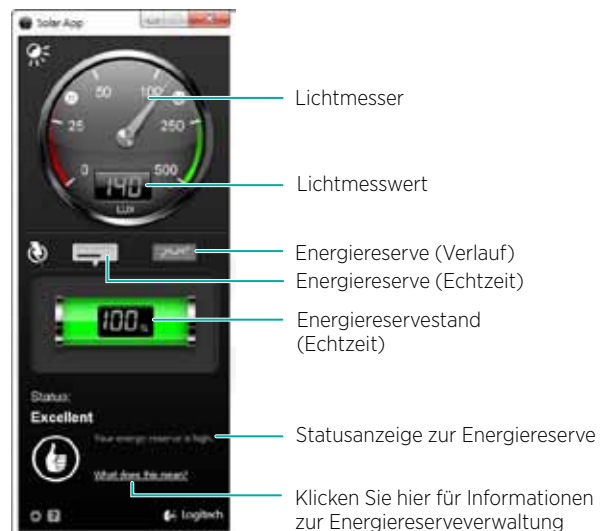 Solar App
50
100
25
250
0
500
140
LUX
Lichtmesser
Lichtmesswert
Energiereserve (Verlauf)
Energiereserve (Echtzeit)
100 %
Energiereservestand
(Echtzeit)
Status:
Excellent
Your energy reserve is high.
What does this mean?
Statusanzeige zur Energiereserve
Klicken Sie hier für Informationen
zur Energiereserveverwaltung
Logitech